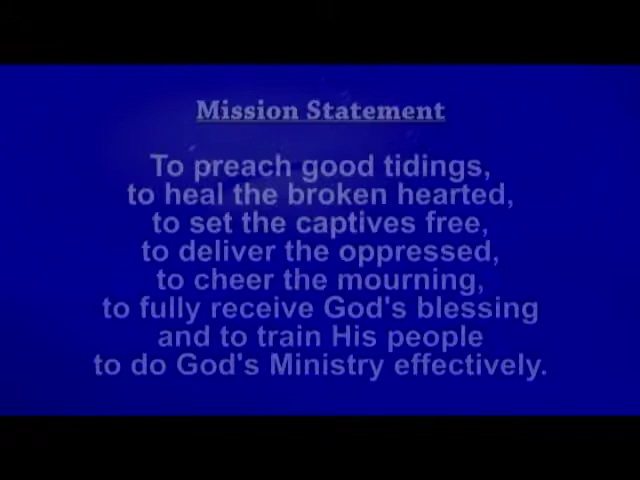 Mission Statement
To preach good tidings,
to heal the broken hearted,
to set the captives free,
to deliver the oppressed,
to cheer the mourning,
to fully receive God's blessing
and to train His people
to do God's Ministry effectively.